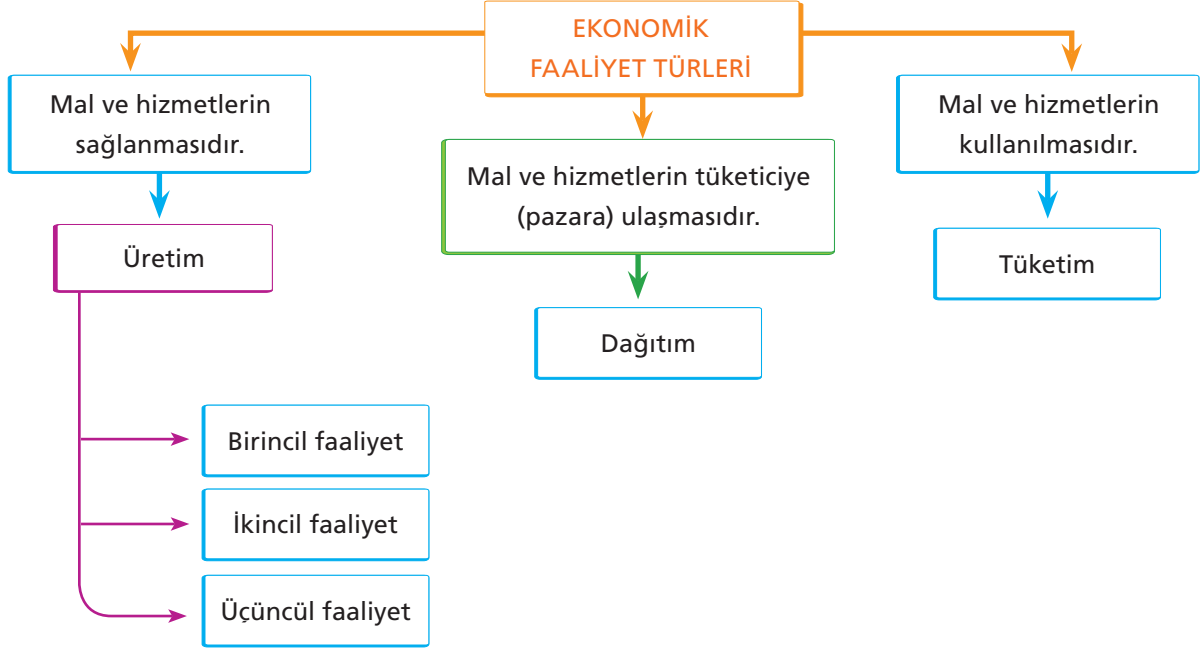 EKONOMİK
FAALİYET TÜRLERİ
Mal ve hizmetlerin
sağlanmasıdır.
Üretim
Birincil faaliyet
İkincil faaliyet
Üçüncül faaliyet
Mal ve hizmetlerin tüketiciye
(pazara) ulaşmasıdır.
Dağıtım
Mal ve hizmetlerin
kullanılmasıdır.
Tüketim